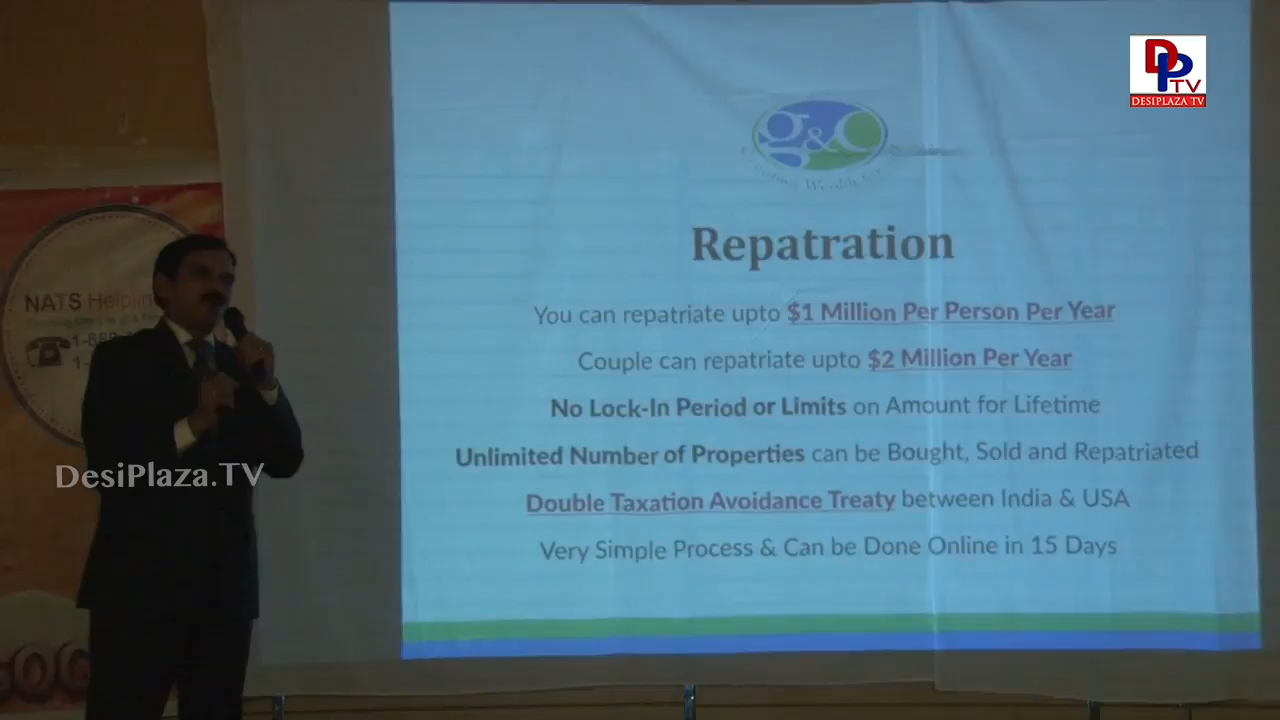 DPTV
DESIPLAZA TV
g&c
Repatration
You can repatriate upto $1 Million Per Person Per Year
Couple can repatriate upto $2 Million Per Year
No Lock-In Period or Limits on Amount for Lifetime
Unlimited Number of Properties can be Bought, Sold and Repatriated
Double Taxation Avoidance Treaty between India & USA
Very Simple Process & Can be Done Online in 15 Days
NATS Helpline
DesiPlaza.TV